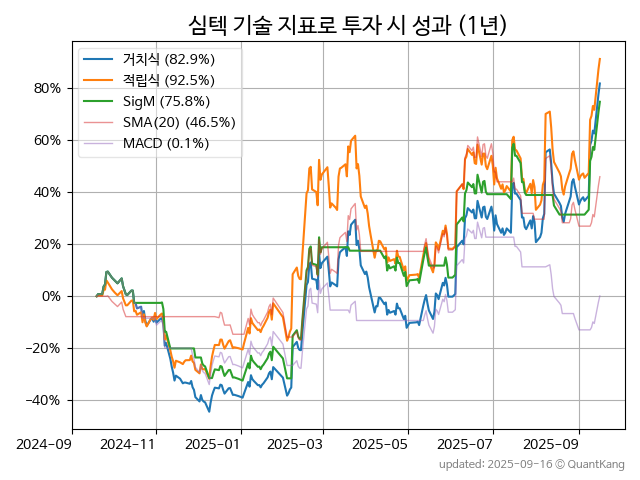 심텍 기술 지표로 투자 시 성과 (1년)
거치식 (82.9%)
적립식 (92.5%)
SigM (75.8%)
SMA(20) (46.5%)
MACD (0.1%)
80%
60%
40%
20%
0%
−20%
−40%
2024-09
2024-11
2025-01
2025-03
2025-05
2025-07
2025-09
updated: 2025-09-16 © QuantKang